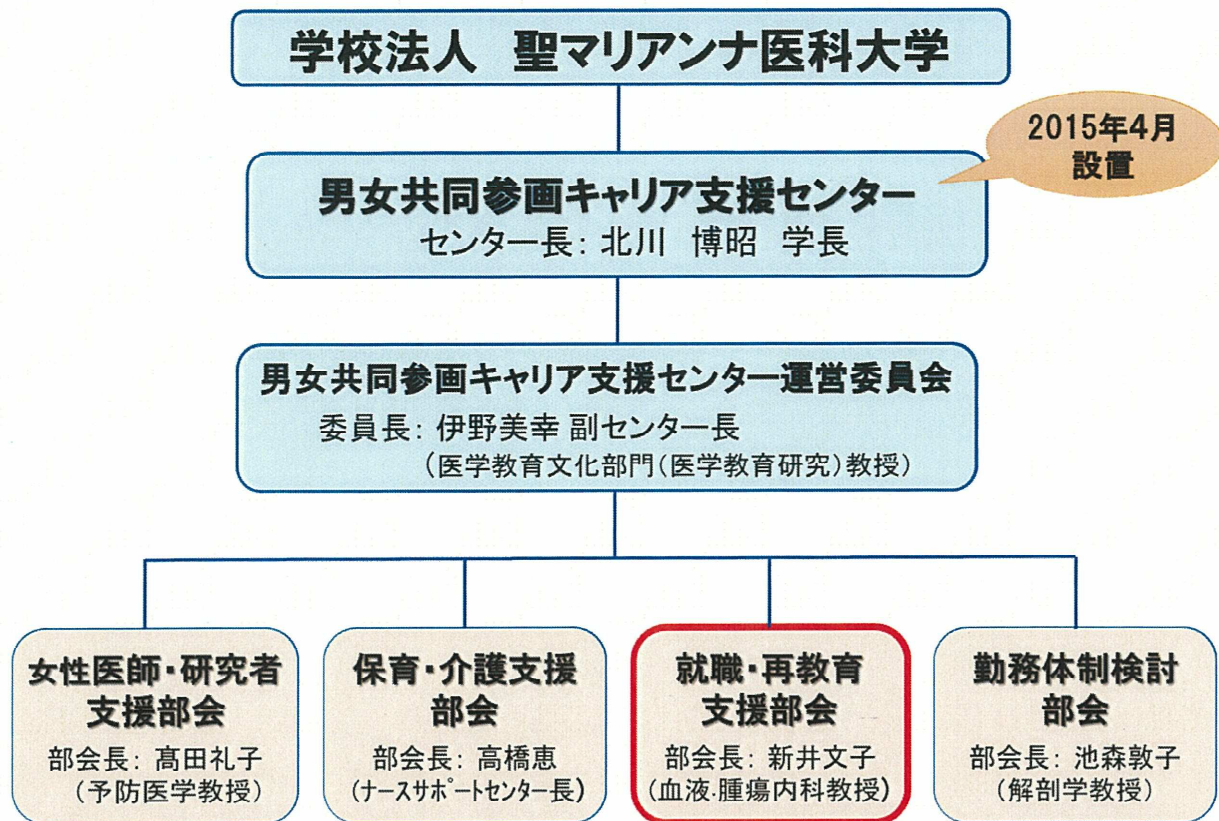 学校法人 聖マリアンナ医科大学
2015年4月
設置
男女共同参画キャリア支援センター
センター長: 北川 博昭 学長
男女共同参画キャリア支援センター運営委員会
委員長: 伊野美幸 副センター長
(医学教育文化部門(医学教育研究)教授)
女性医師・研究者
支援部会
部会長: 髙田礼子
(予防医学教授)
保育・介護支援
部会
部会長: 高橋恵
(ナースサポートセンター長)
就職・再教育
支援部会
部会長: 新井文子
(血液・腫瘍内科教授)
勤務体制検討
部会
部会長: 池森敦子
(解剖学教授)